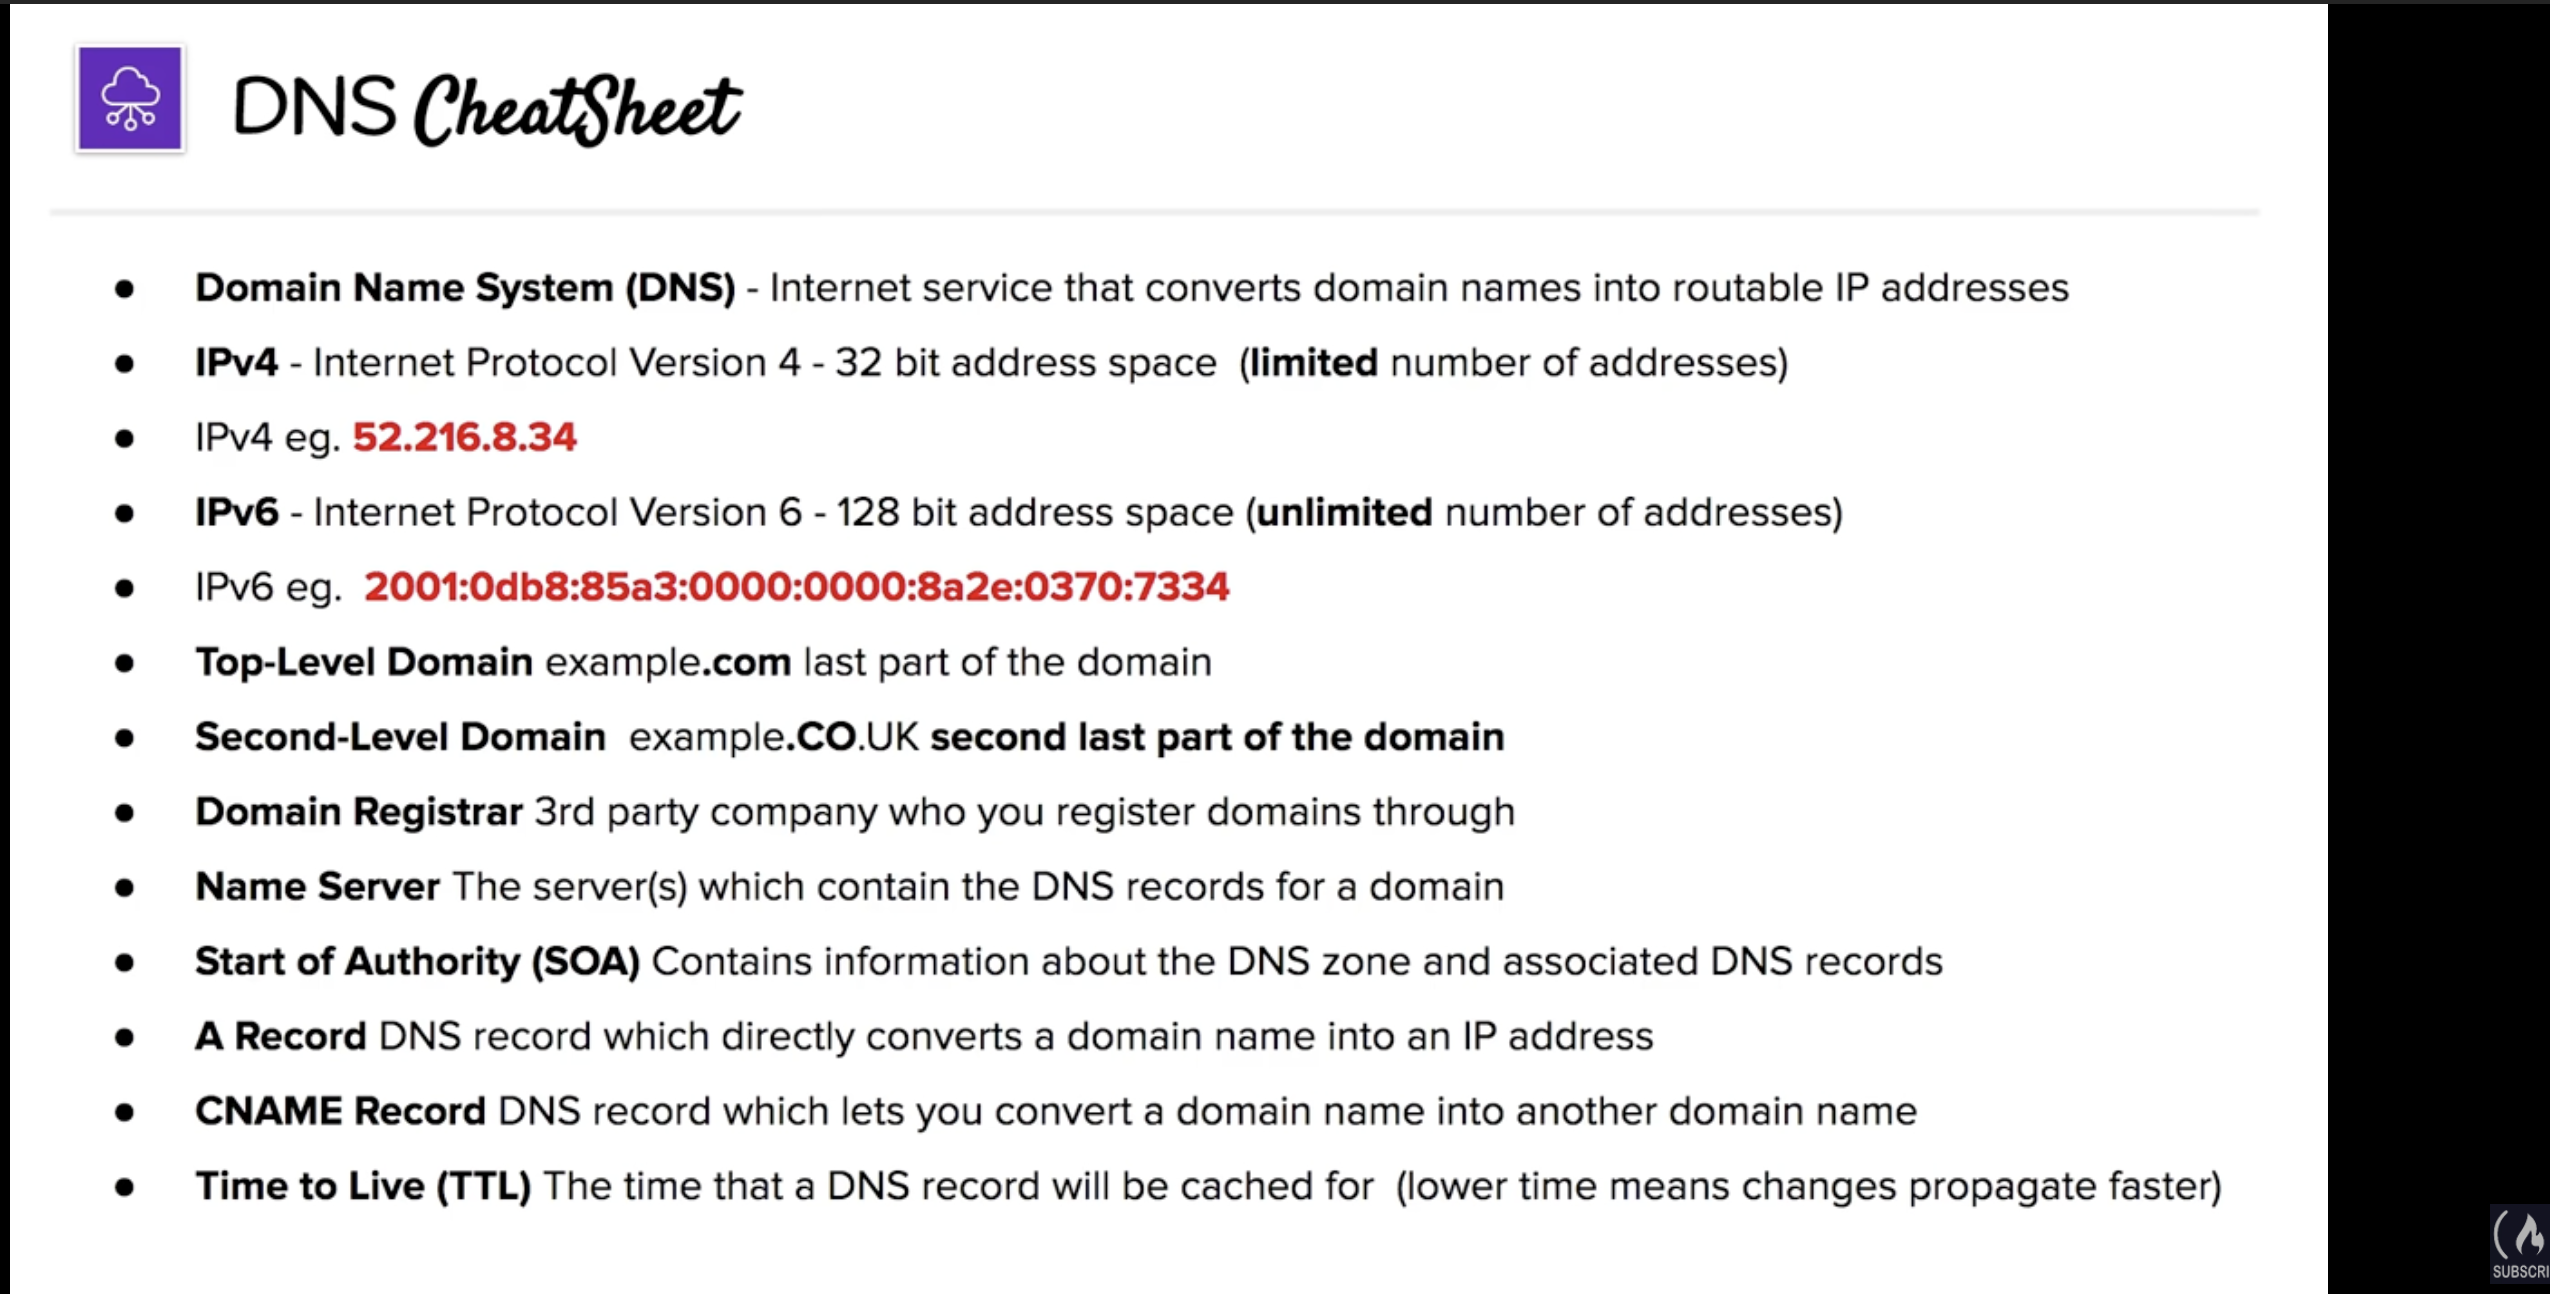 DNS CheatSheet
● Domain Name System (DNS) - Internet service that converts domain names into routable IP addresses
● IPv4 - Internet Protocol Version 4 - 32 bit address space (limited number of addresses)
● IPv4 eg. 52.216.8.34
● IPv6 - Internet Protocol Version 6 - 128 bit address space (unlimited number of addresses)
● IPv6 eg. 2001:0db8:85a3:0000:0000:8a2e:0370:7334
● Top-Level Domain example.com last part of the domain
● Second-Level Domain example.CO.UK second last part of the domain
● Domain Registrar 3rd party company who you register domains through
● Name Server The server(s) which contain the DNS records for a domain
● Start of Authority (SOA) Contains information about the DNS zone and associated DNS records
● A Record DNS record which directly converts a domain name into an IP address
● CNAME Record DNS record which lets you convert a domain name into another domain name
● Time to Live (TTL) The time that a DNS record will be cached for (lower time means changes propagate faster)
SUBSCRI